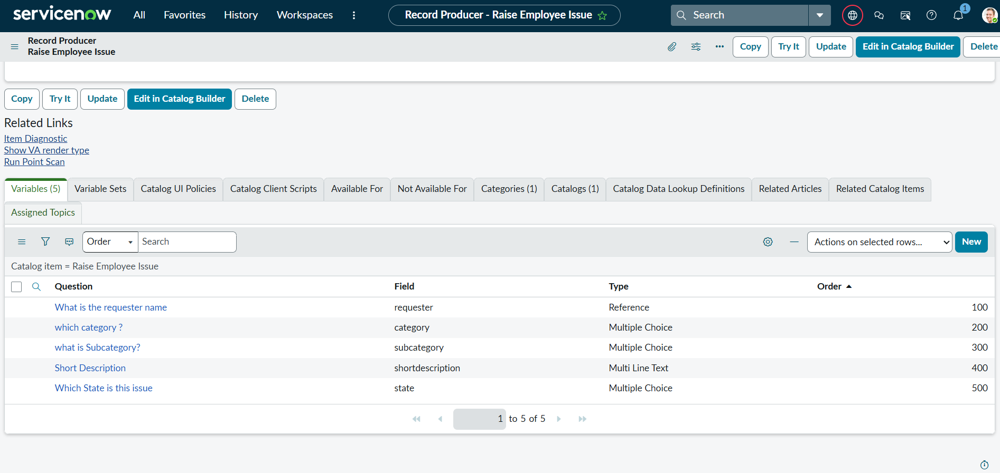 servicenow All Favorites History Workspaces Record Producer - Raise Employee Issue Search 1
Record Producer
Raise Employee Issue
Copy Try It Update Edit in Catalog Builder Delete
Copy Try It Update Edit in Catalog Builder Delete
Related Links
Item Diagnostic
Show VA render type
Run Point Scan
Variables (5) Variable Sets Catalog UI Policies Catalog Client Scripts Available For Not Available For Categories (1) Catalogs (1) Catalog Data Lookup Definitions Related Articles Related Catalog Items
Assigned Topics
Order Search Actions on selected rows... New
Catalog item = Raise Employee Issue
Question Field Type Order
What is the requester name requester Reference 100
which category ? category Multiple Choice 200
what is Subcategory? subcategory Multiple Choice 300
Short Description shortdescription Multi Line Text 400
Which State is this issue state Multiple Choice 500
1 to 5 of 5